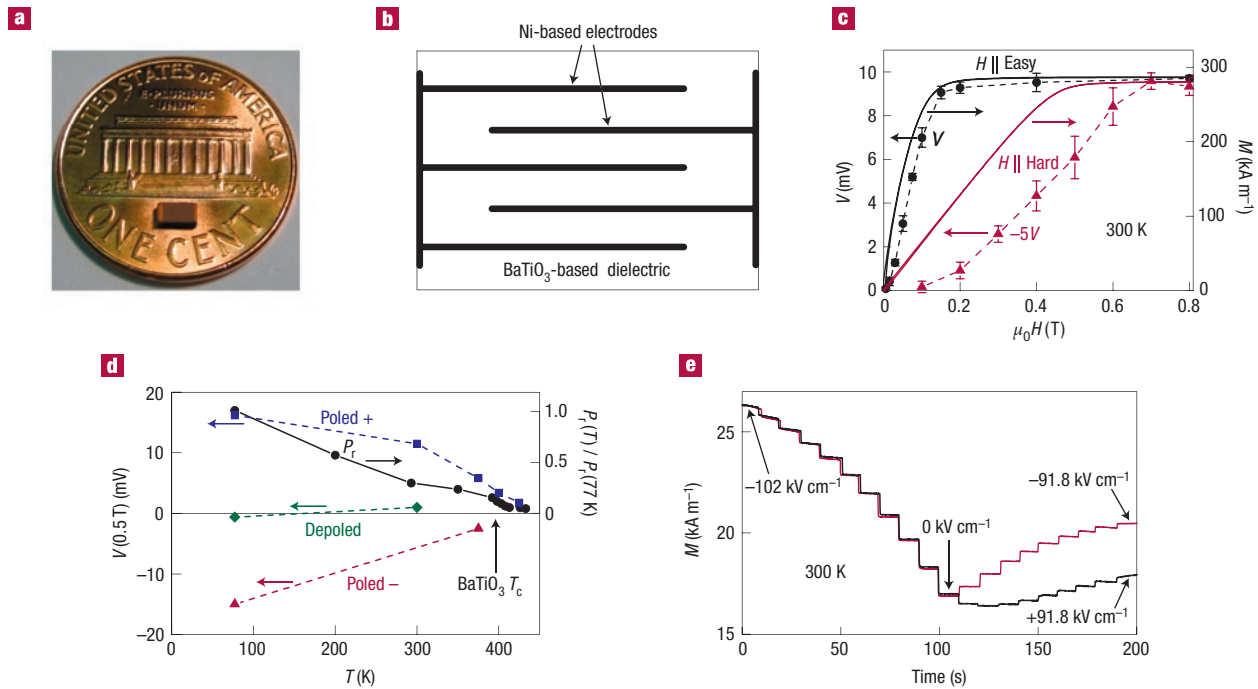 a
UNITED STATES OF AMERICA
E·PLURIBUS
·UNUM·
ONE CENT
b
Ni-based electrodes
BaTiO₃-based dielectric
c
V (mV)
10
8
6
4
2
0
H || Easy
V
H || Hard
–5V
300 K
300
200
100
0
M (kA m⁻¹)
0
0.2
0.4
0.6
0.8
μ₀H (T)
d
V (0.5 T) (mV)
20
10
0
–10
–20
Poled +
Pᵣ
Depoled
Poled –
BaTiO₃ T꜀
1.0
0.5
0
Pᵣ(T) / Pᵣ(77 K)
0
100
200
300
400
T (K)
e
M (kA m⁻¹)
25
20
15
–102 kV cm⁻¹
0 kV cm⁻¹
–91.8 kV cm⁻¹
+91.8 kV cm⁻¹
300 K
0
50
100
150
200
Time (s)